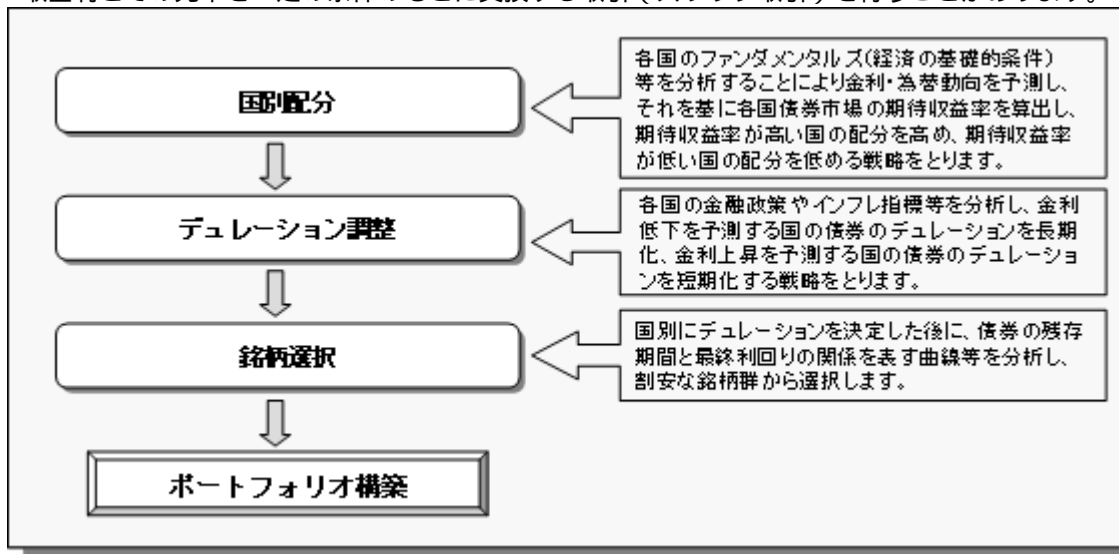 国別配分
各国のファンダメンタルズ(経済の基礎的条件)
等を分析することにより金利・為替動向を予測し、
それを基に各国債券市場の期待収益率を算出し、
期待収益率が高い国の配分を高め、期待収益率
が低い国の配分を低める戦略をとります。
デュレーション調整
各国の金融政策やインフレ指標等を分析し、金利
低下を予測する国の債券のデュレーションを長期
化、金利上昇を予測する国の債券のデュレーショ
ンを短期化する戦略をとります。
銘柄選択
国別にデュレーションを決定した後に、債券の残存
期間と最終利回りの関係を表す曲線等を分析し、
割安な銘柄群から選択します。
ポートフォリオ構築